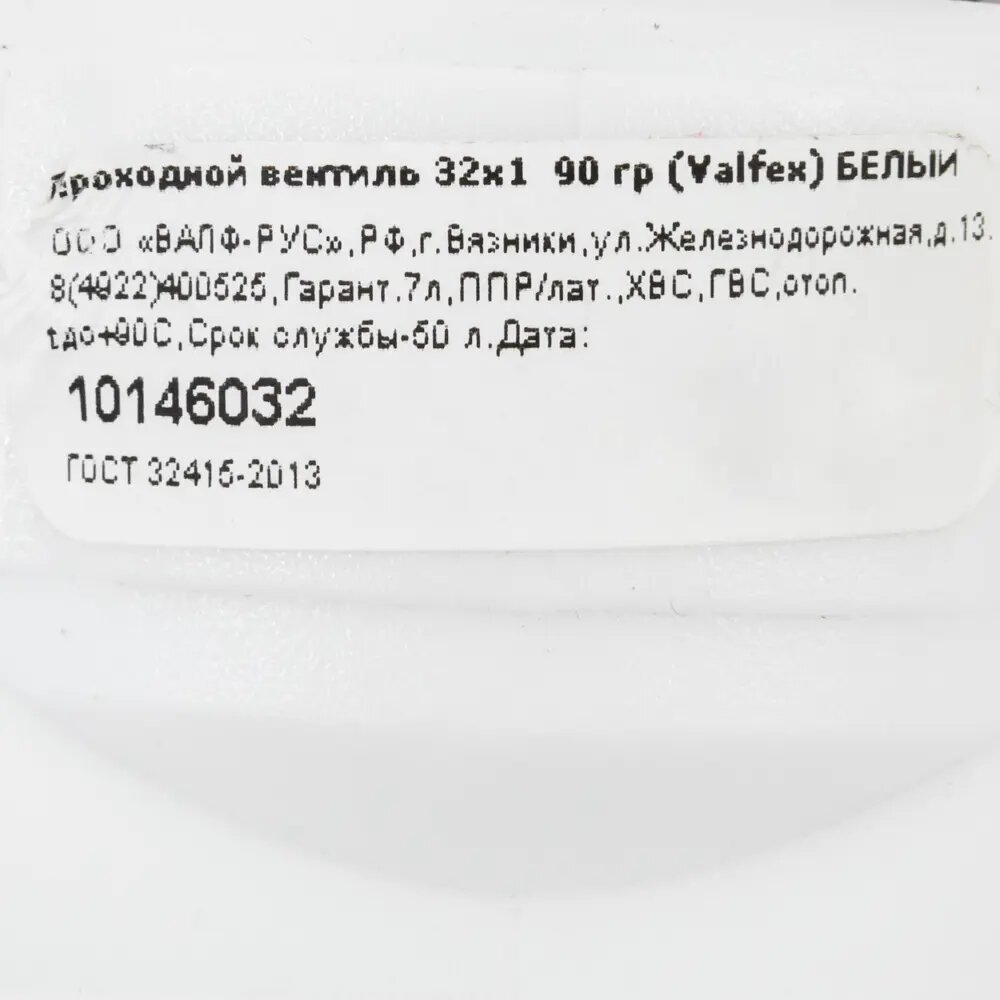 Проходной вентиль 32х1 90 гр (Valfex) БЕЛЫЙ
ООО «ВАЛФ-РУС»,РФ,г.Вязники,ул.Железнодорожная,д.13.
8(4922)400525,Гарант.7л,ППР/лат.,ХВС,ГВС,отоп.
tдо+90С,Срок службы-50 л.Дата:
10146032
ГОСТ 32415-2013